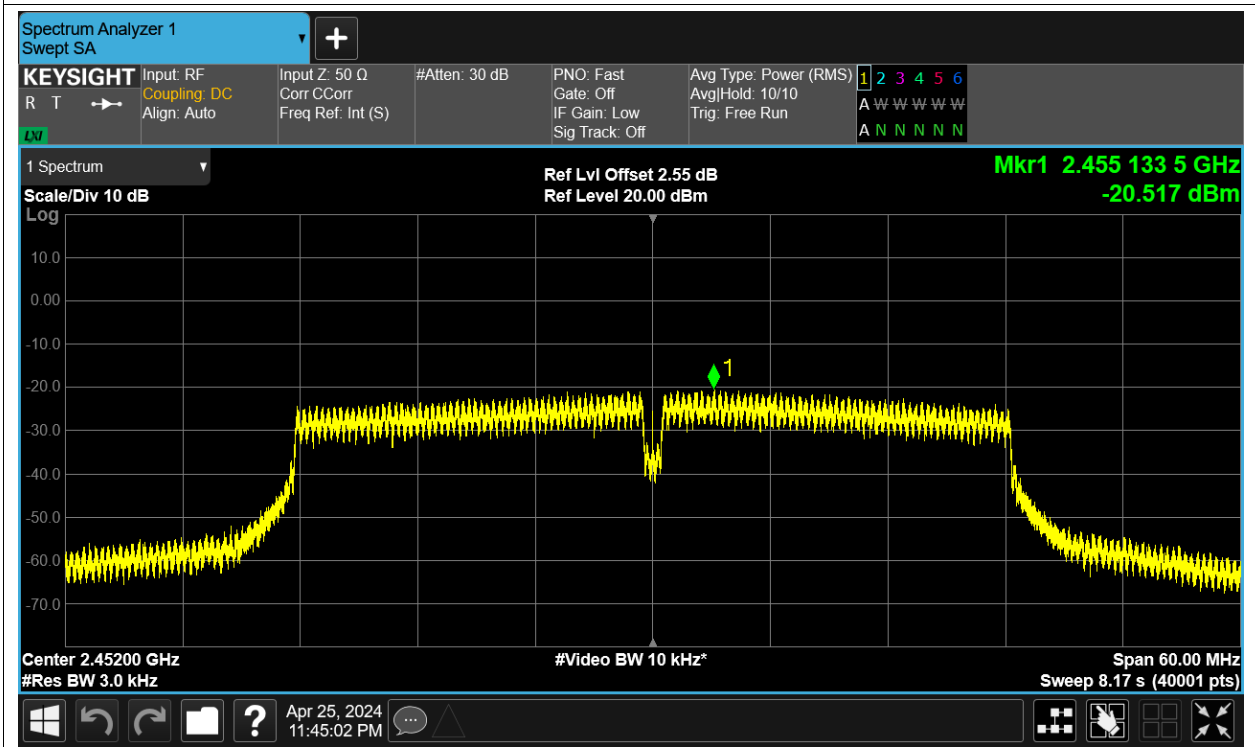 Spectrum Analyzer 1
Swept SA
KEYSIGHT
R T
LXI
Input: RF
Coupling: DC
Align: Auto
Input Z: 50 Ω
Corr CCorr
Freq Ref: Int (S)
#Atten: 30 dB
PNO: Fast
Gate: Off
IF Gain: Low
Sig Track: Off
Avg Type: Power (RMS)
Avg|Hold: 10/10
Trig: Free Run
1 2 3 4 5 6
A W W W W W
A N N N N N
1 Spectrum
Scale/Div 10 dB
Log
Ref Lvl Offset 2.55 dB
Ref Level 20.00 dBm
Mkr1 2.455 133 5 GHz
-20.517 dBm
10.0
0.00
-10.0
-20.0
-30.0
-40.0
-50.0
-60.0
-70.0
1
Center 2.45200 GHz
#Res BW 3.0 kHz
#Video BW 10 kHz*
Span 60.00 MHz
Sweep 8.17 s (40001 pts)
?
Apr 25, 2024
11:45:02 PM